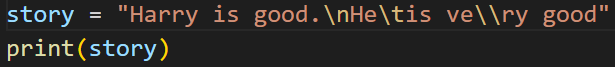 story = "Harry is good.\nHe\tis ve\\ry good"
print(story)